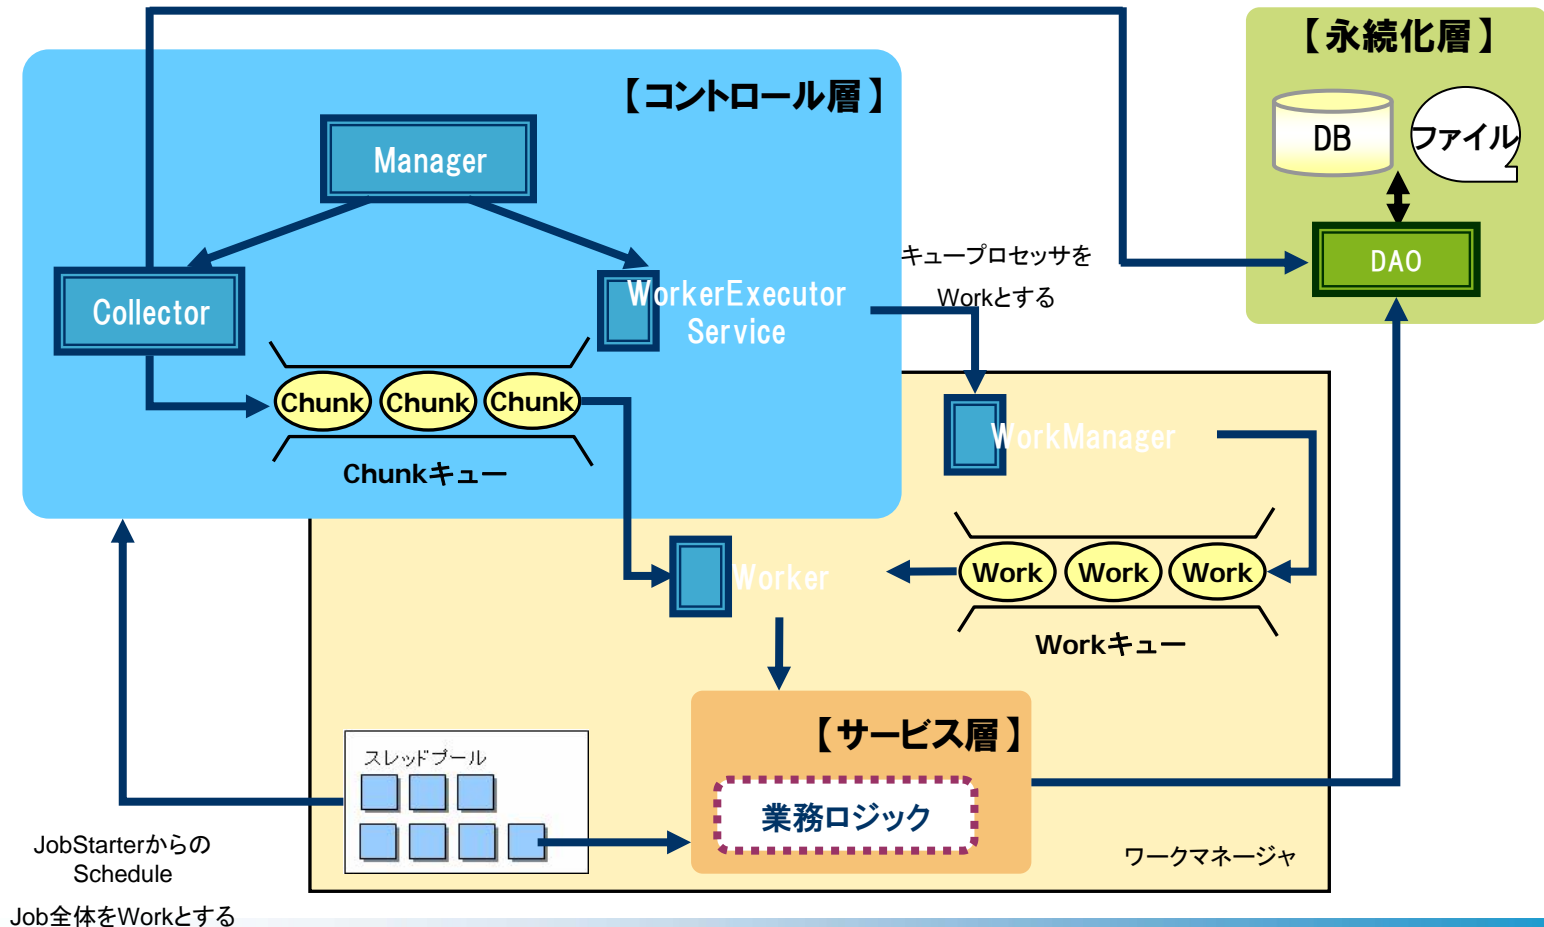 【永続化層】
【コントロール層】
DB
ファイル
Manager
DAO
キュープロセッサを
Workとする
WorkerExecutor
Service
Collector
Chunk
Chunk
Chunk
Chunkキュー
WorkManager
Worker
Work
Work
Work
Workキュー
【サービス層】
業務ロジック
スレッドプール
ワークマネージャ
JobStarterからの
Schedule
Job全体をWorkとする